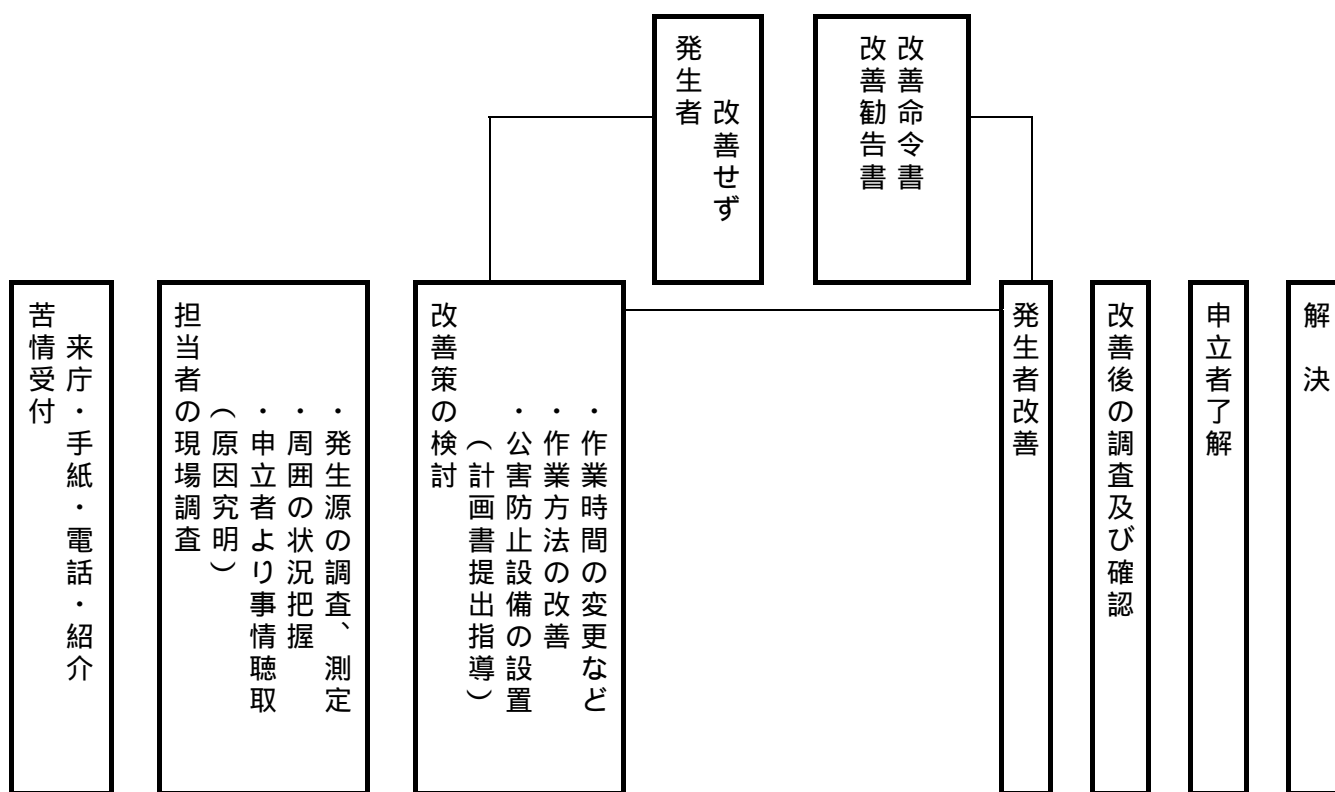 苦情受付
来庁・手紙・電話・紹介
担当者の現場調査
（原因究明）
・申立者より事情聴取
・周囲の状況把握
・発生源の調査、測定
改善策の検討
（計画書提出指導）
・公害防止設備の設置
・作業方法の改善
・作業時間の変更など
発生者
改善せず
改善勧告書
改善命令書
発生者改善
改善後の調査及び確認
申立者了解
解　決